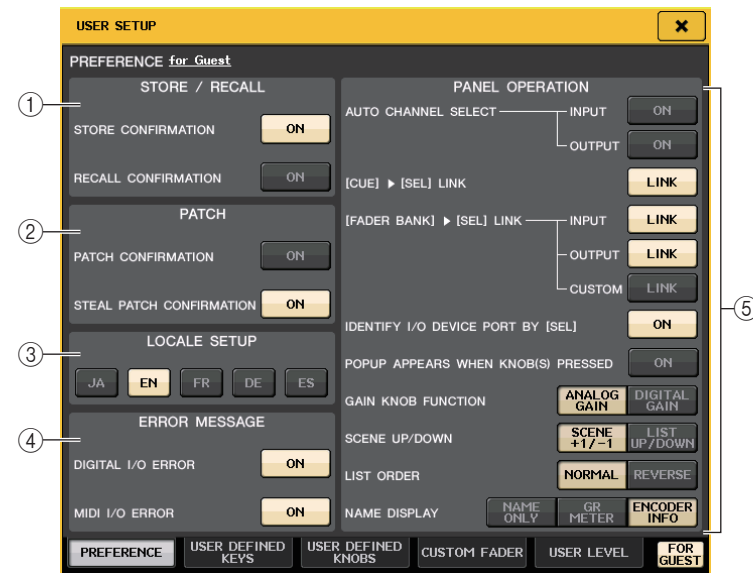 USER SETUP
PREFERENCE for Guest
① STORE / RECALL
STORE CONFIRMATION ON
RECALL CONFIRMATION ON
② PATCH
PATCH CONFIRMATION ON
STEAL PATCH CONFIRMATION ON
③ LOCALE SETUP
JA EN FR DE ES
④ ERROR MESSAGE
DIGITAL I/O ERROR ON
MIDI I/O ERROR ON
⑤ PANEL OPERATION
AUTO CHANNEL SELECT INPUT ON
OUTPUT ON
[CUE] ▶ [SEL] LINK LINK
[FADER BANK] ▶ [SEL] LINK INPUT LINK
OUTPUT LINK
CUSTOM LINK
IDENTIFY I/O DEVICE PORT BY [SEL] ON
POPUP APPEARS WHEN KNOB(S) PRESSED ON
GAIN KNOB FUNCTION ANALOG GAIN DIGITAL GAIN
SCENE UP/DOWN SCENE +1/-1 LIST UP/DOWN
LIST ORDER NORMAL REVERSE
NAME DISPLAY NAME ONLY GR METER ENCODER INFO
PREFERENCE USER DEFINED KEYS USER DEFINED KNOBS CUSTOM FADER USER LEVEL FOR GUEST